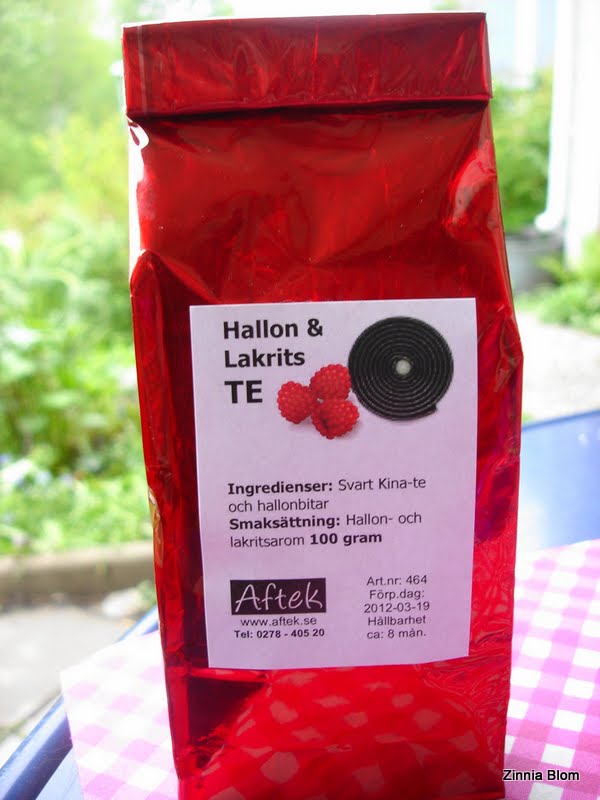 Hallon &
Lakrits
TE
Ingredienser: Svart Kina-te
och hallonbitar
Smaksättning: Hallon- och
lakritsarom 100 gram
Aftek
www.aftek.se
Tel: 0278 - 405 20
Art.nr: 464
Förp.dag:
2012-03-19
Hållbarhet
ca: 8 mån.
Zinnia Blom